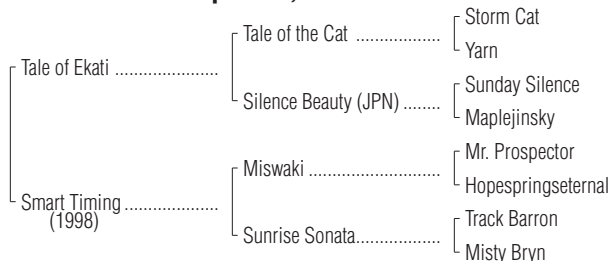 Storm Cat
Tale of the Cat ..................
Yarn
Tale of Ekati ......................
Sunday Silence
Silence Beauty (JPN) ........
Maplejinsky
Mr. Prospector
Miswaki ............................
Hopespringseternal
Smart Timing ....................
(1998)
Track Barron
Sunrise Sonata..................
Misty Bryn